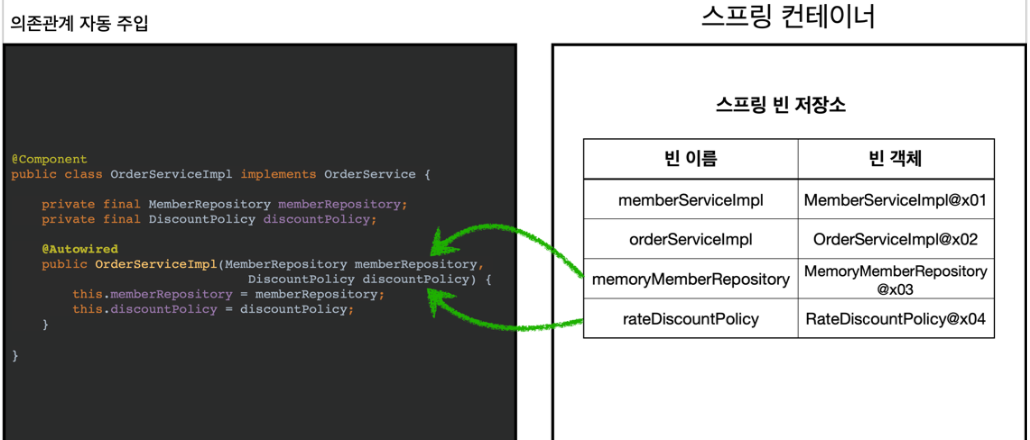 의존관계 자동 주입
스프링 컨테이너
@Component
public class OrderServiceImpl implements OrderService {
private final MemberRepository memberRepository;
private final DiscountPolicy discountPolicy;
@Autowired
public OrderServiceImpl(MemberRepository memberRepository,
DiscountPolicy discountPolicy) {
this.memberRepository = memberRepository;
this.discountPolicy = discountPolicy;
}
}
스프링 빈 저장소
빈 이름 빈 객체
memberServiceImpl MemberServiceImpl@x01
orderServiceImpl OrderServiceImpl@x02
memoryMemberRepository MemoryMemberRepository
@x03
rateDiscountPolicy RateDiscountPolicy@x04